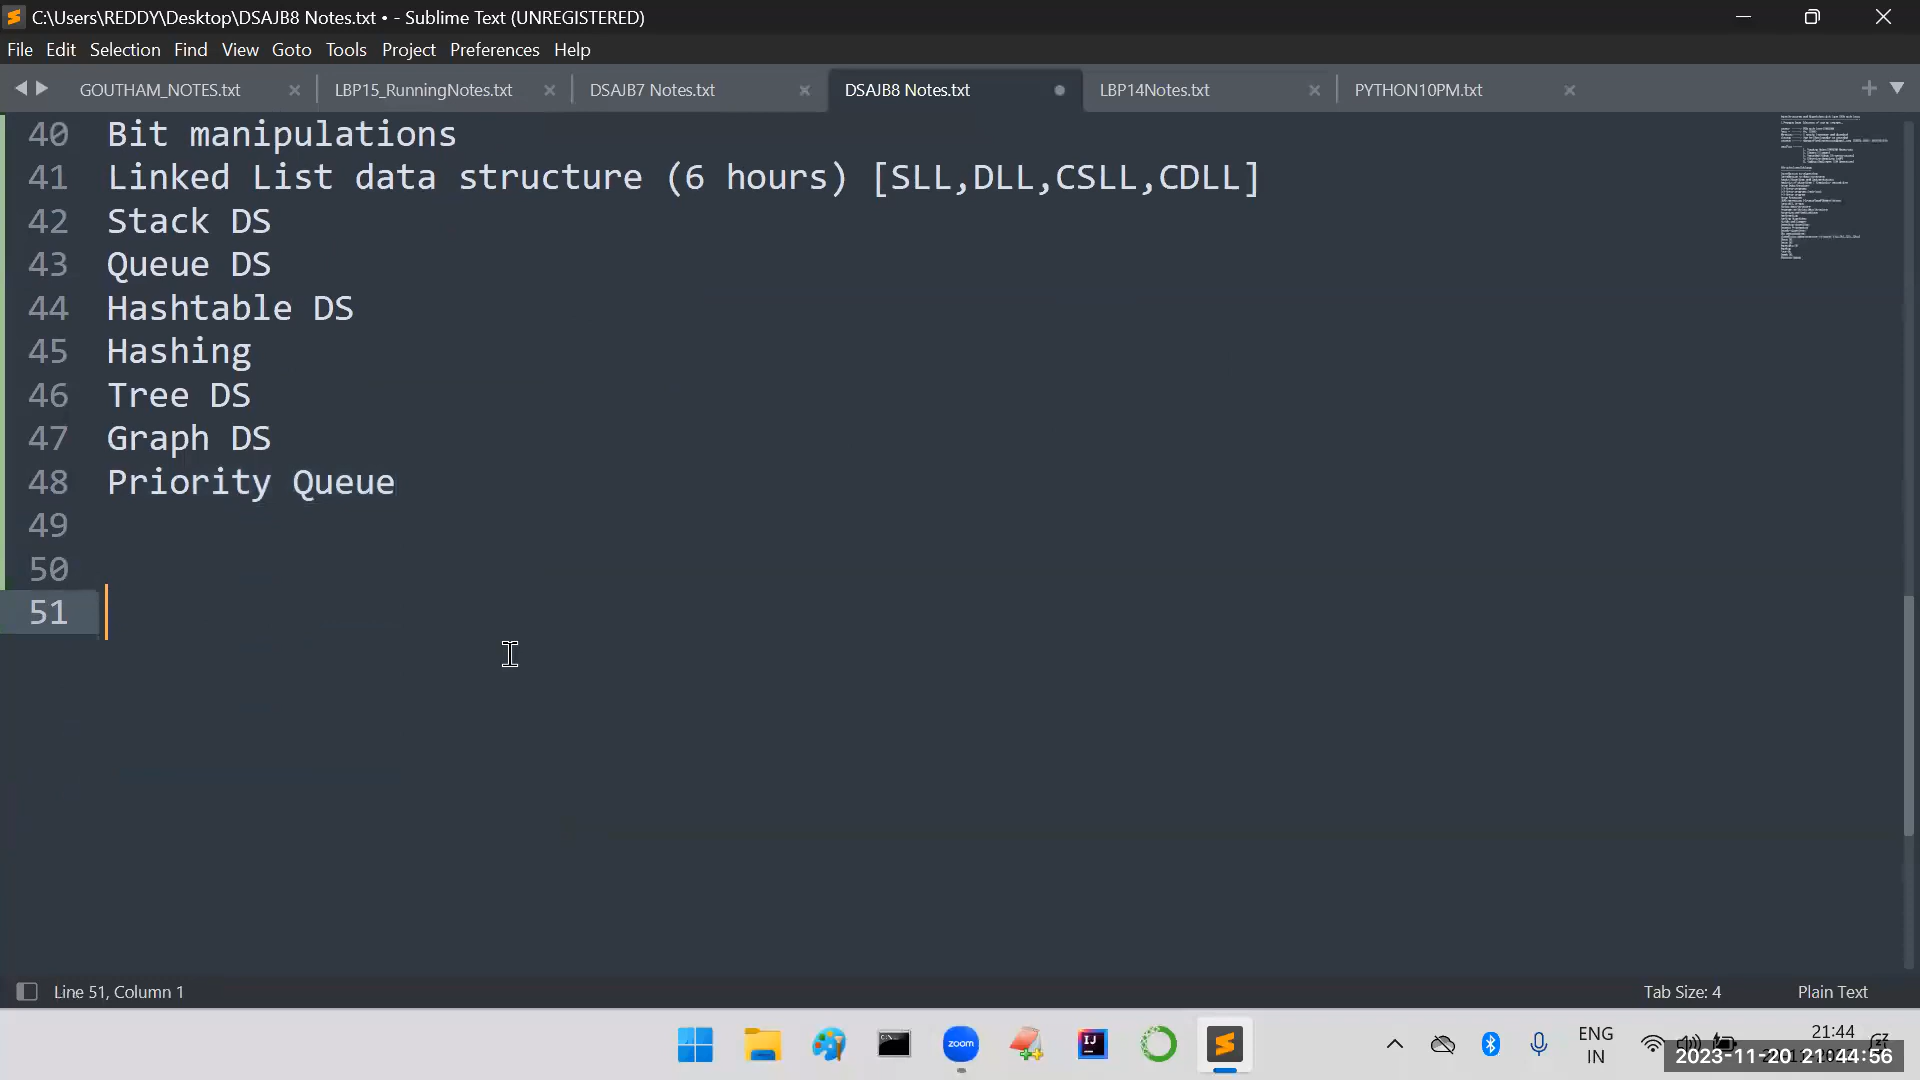 C:\Users\REDDY\Desktop\DSAJB8 Notes.txt • - Sublime Text (UNREGISTERED)
File Edit Selection Find View Goto Tools Project Preferences Help
GOUTHAM_NOTES.txt LBP15_RunningNotes.txt DSAJB7 Notes.txt DSAJB8 Notes.txt LBP14Notes.txt PYTHON10PM.txt
40 Bit manipulations
41 Linked List data structure (6 hours) [SLL,DLL,CSLL,CDLL]
42 Stack DS
43 Queue DS
44 Hashtable DS
45 Hashing
46 Tree DS
47 Graph DS
48 Priority Queue
49
50
51
Line 51, Column 1 Tab Size: 4 Plain Text
zoom IJ ENG IN 21:44
2023-11-20 21:44:56